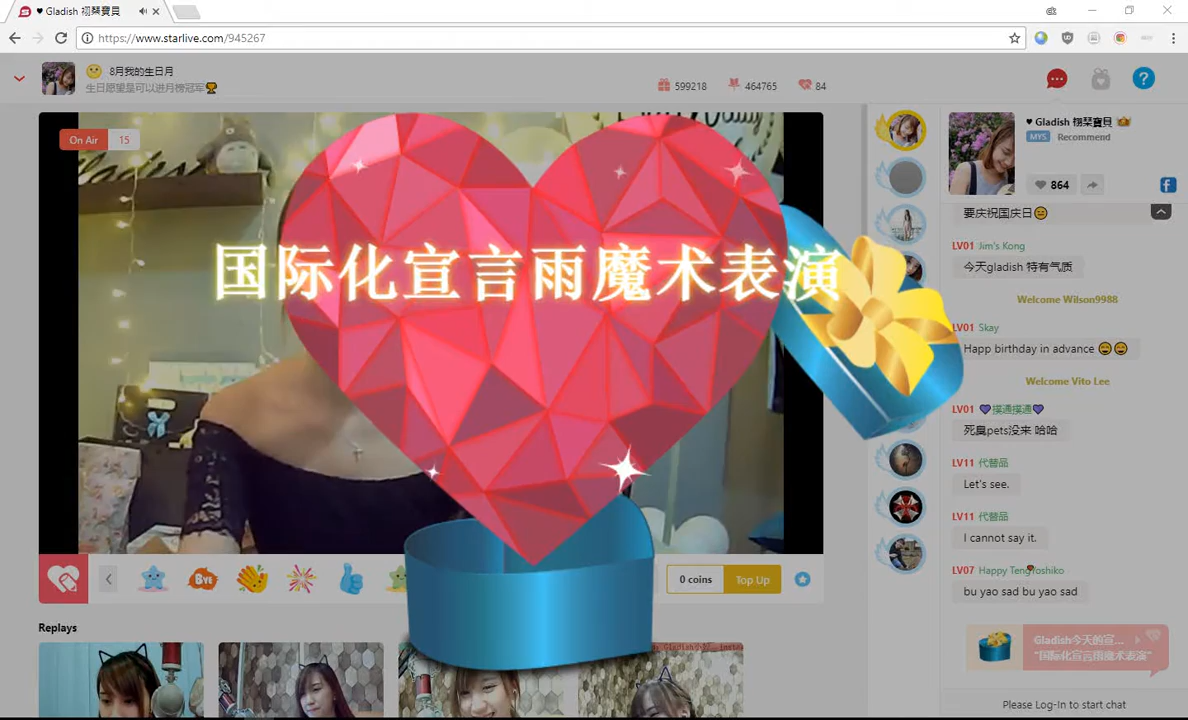 ♥ Gladish 禤琹寶貝
https://www.starlive.com/945267
8月我的生日月
生日愿望是可以进月榜冠军
599218
464765
84
On Air 15
国际化宣言雨魔术表演
♥ Gladish 禤琹寶貝
MYS Recommend
864
要庆祝国庆日
LV01 Jim's Kong
今天gladish 特有气质
Welcome Wilson9988
LV01 Skay
Happ birthday in advance
Welcome Vito Lee
LV01 摸通摸通
死臭pets没来 哈哈
LV11 代替品
Let's see.
LV11 代替品
I cannot say it.
LV07 Happy TengYoshiko
bu yao sad bu yao sad
Gladish今天的宣...
"国际化宣言雨魔术表演"
Please Log-In to start chat
BYE
0 coins
Top Up
Replays